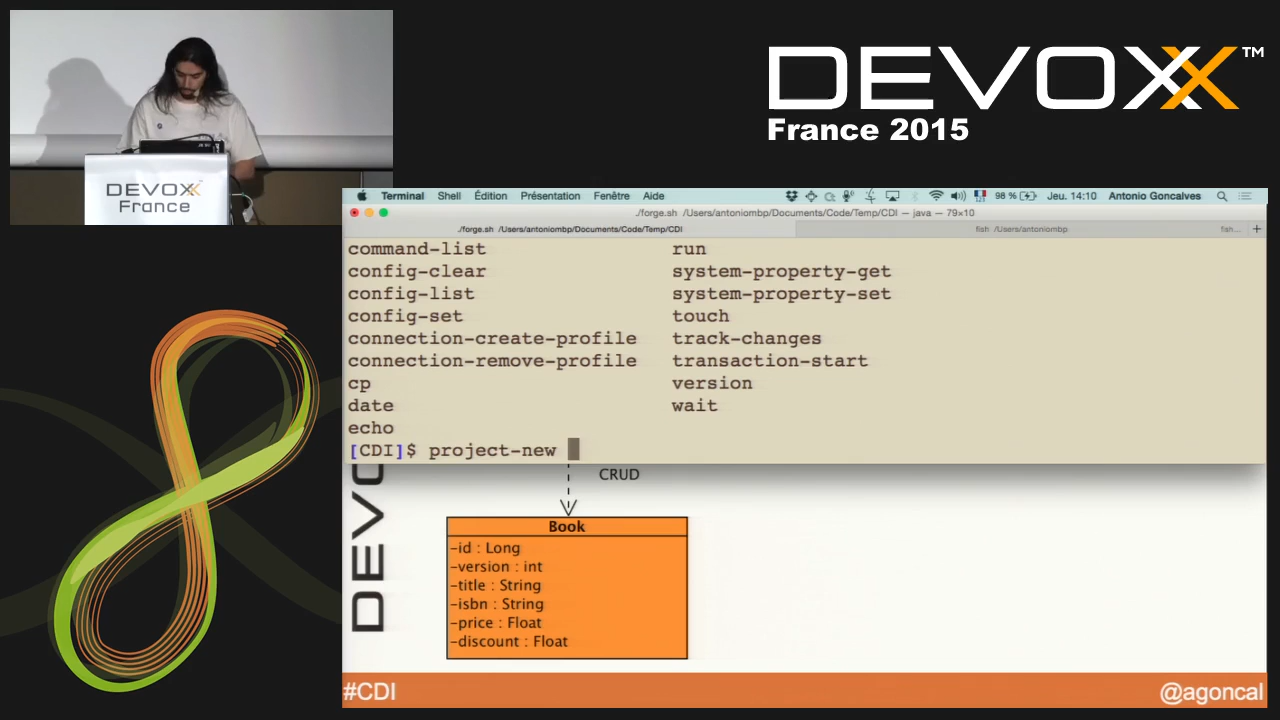 DEVOXX™
France 2015
DEVOXX
France
Terminal Shell Édition Présentation Fenêtre Aide 98 % Jeu. 14:10 Antonio Goncalves
./forge.sh /Users/antoniombp/Documents/Code/Temp/CDI — java — 79×10
./forge.sh /Users/antoniombp/Documents/Code/Temp/CDI fish /Users/antoniombp fish... +
command-list run
config-clear system-property-get
config-list system-property-set
config-set touch
connection-create-profile track-changes
connection-remove-profile transaction-start
cp version
date wait
echo
[CDI]$ project-new
CRUD
DEVO
Book
-id : Long
-version : int
-title : String
-isbn : String
-price : Float
-discount : Float
#CDI @agoncal